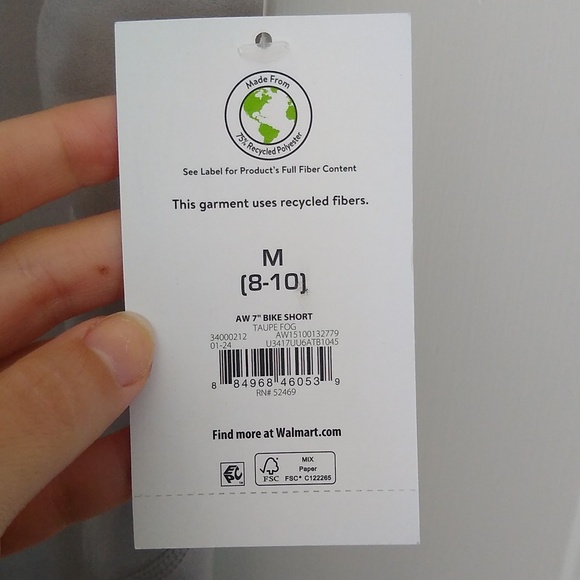 Made From
75% Recycled Polyester
See Label for Product's Full Fiber Content
This garment uses recycled fibers.
M
(8-10)
AW 7" BIKE SHORT
TAUPE FOG
34000212 AW15100132779
01-24 U3417UU6ATB1045
8 84968 46053 9
RN# 52469
Find more at Walmart.com
EPC
FSC
MIX
Paper
FSC® C122265